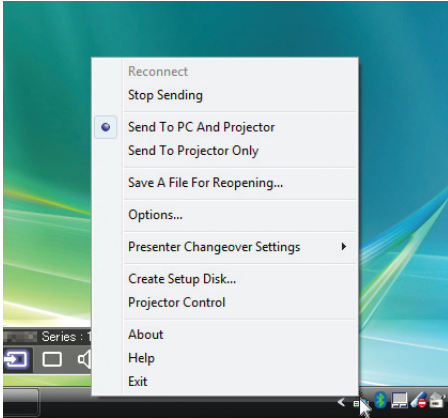 Reconnect
Stop Sending
Send To PC And Projector
Send To Projector Only
Save A File For Reopening...
Options...
Presenter Changeover Settings
Create Setup Disk...
Projector Control
About
Help
Exit
Series : 1